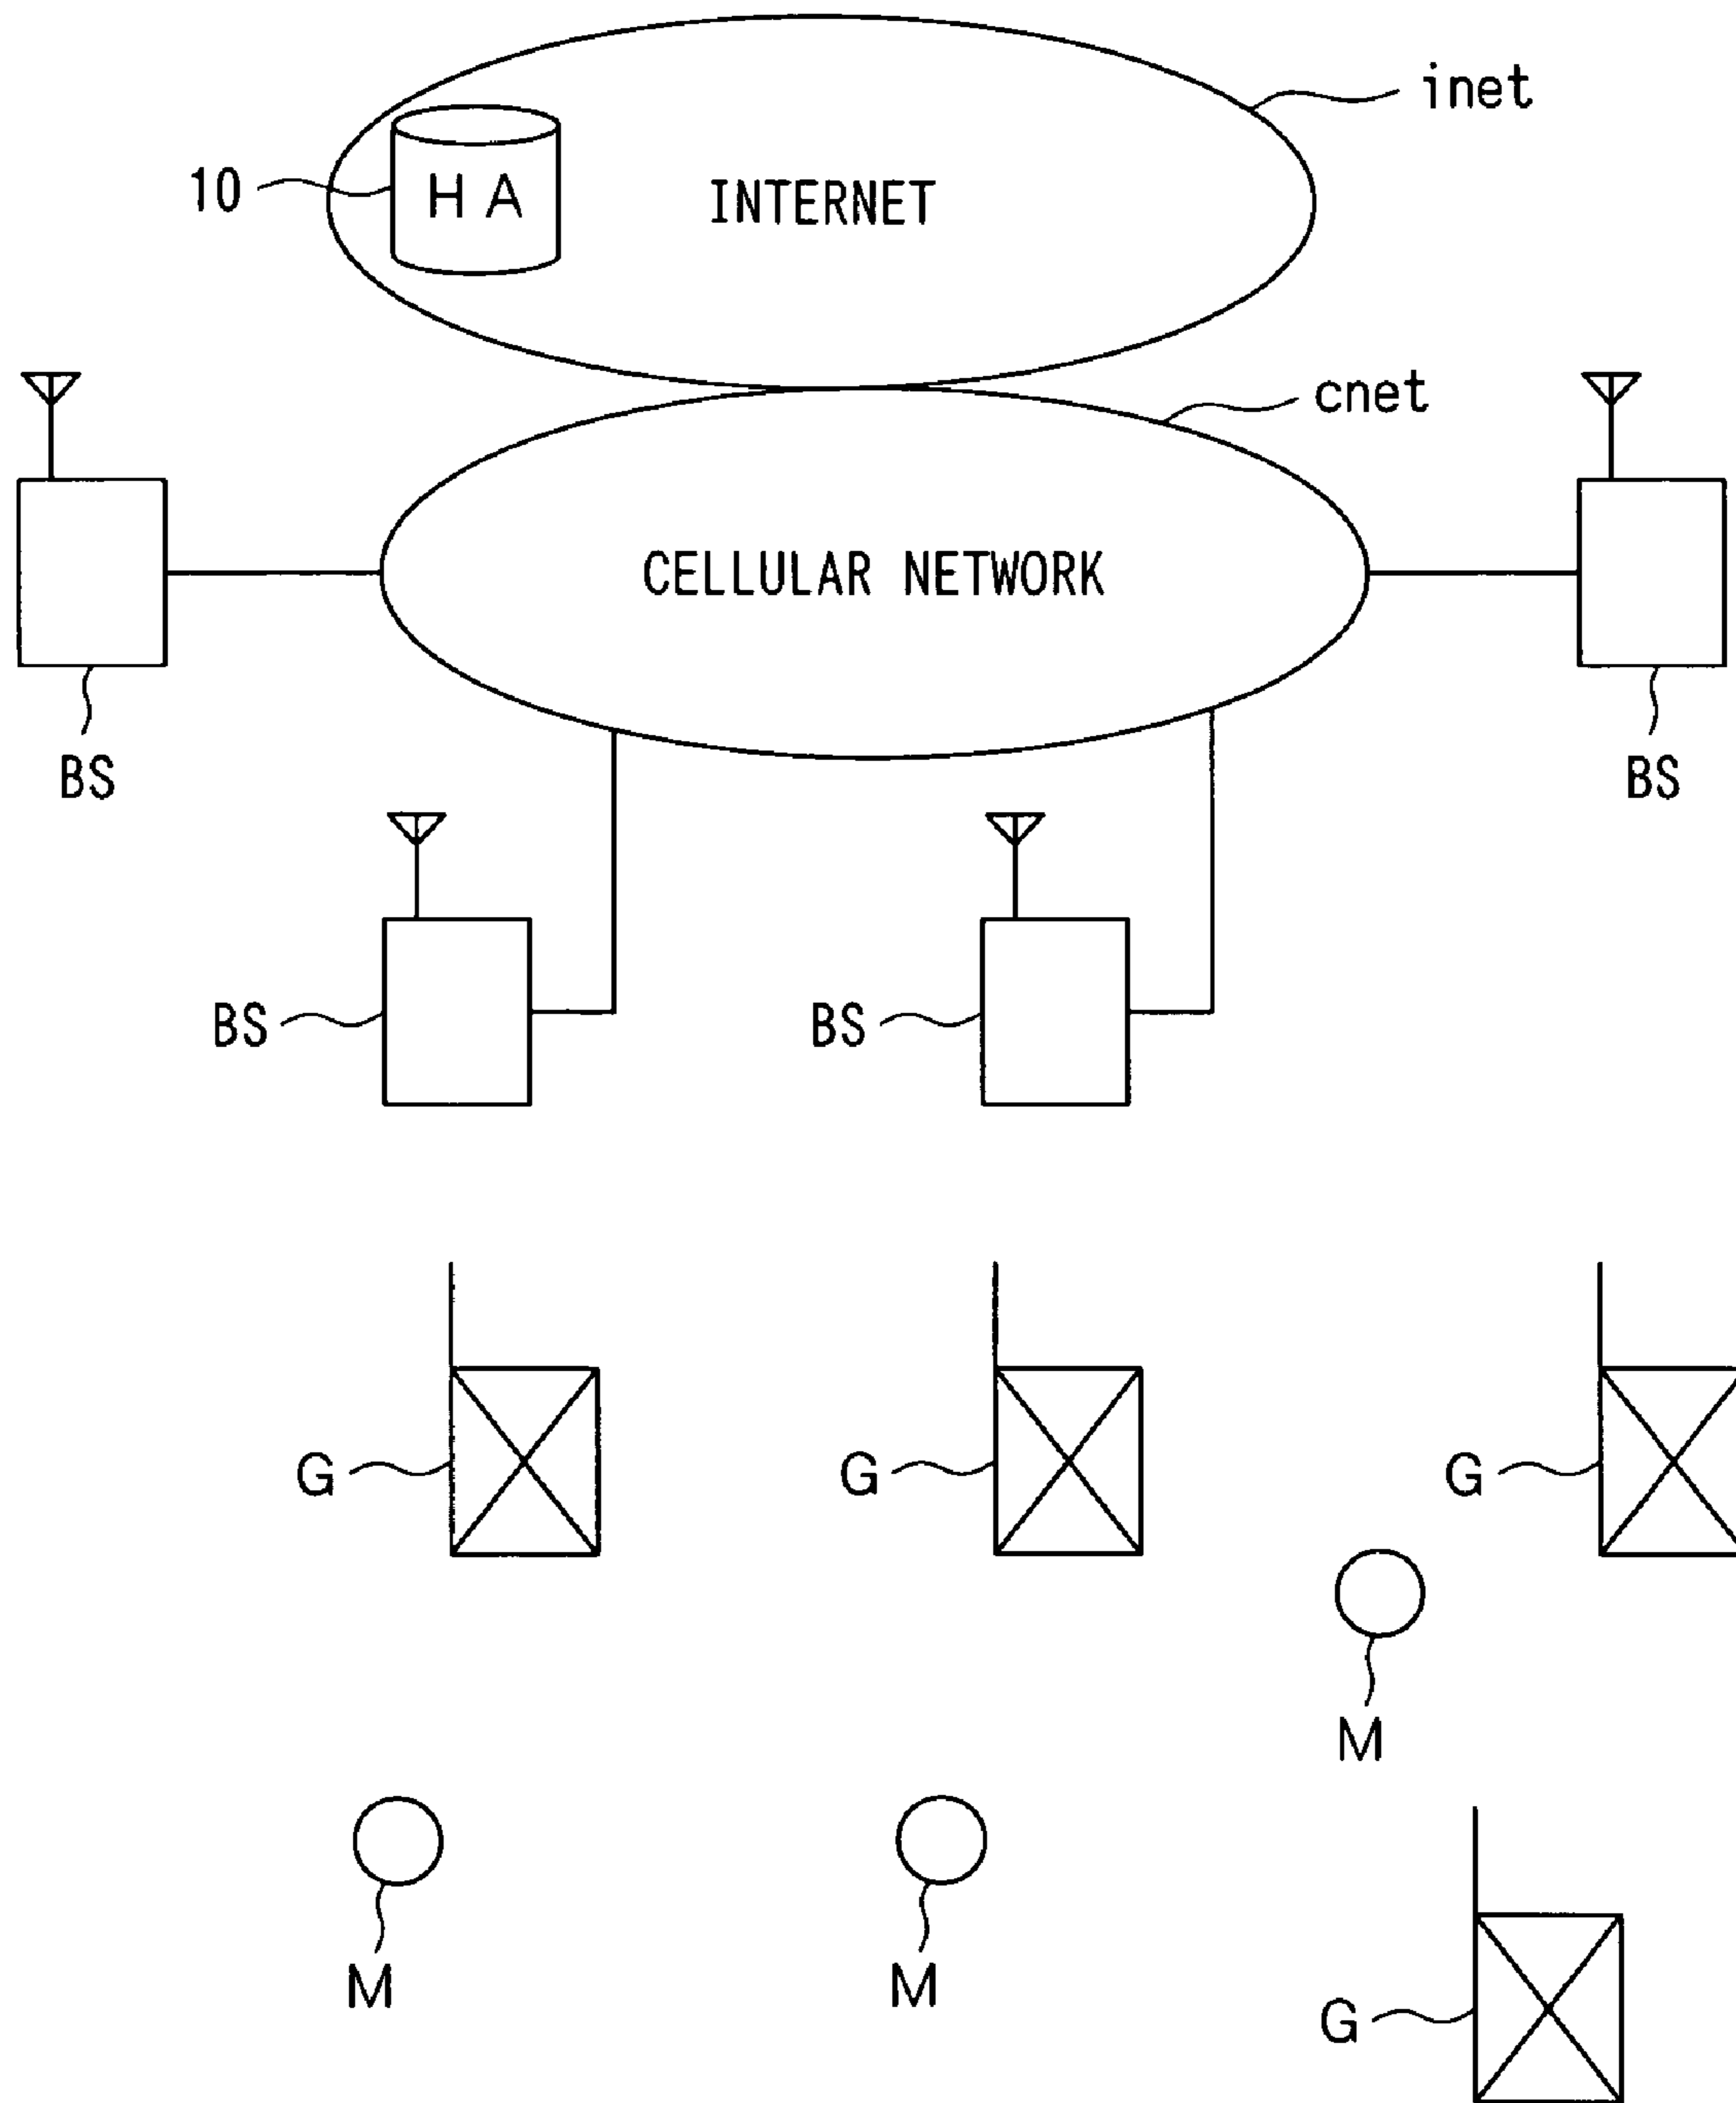 inet
10
H A
INTERNET
cnet
CELLULAR NETWORK
BS
BS
BS
BS
G
G
G
M
M
M
G